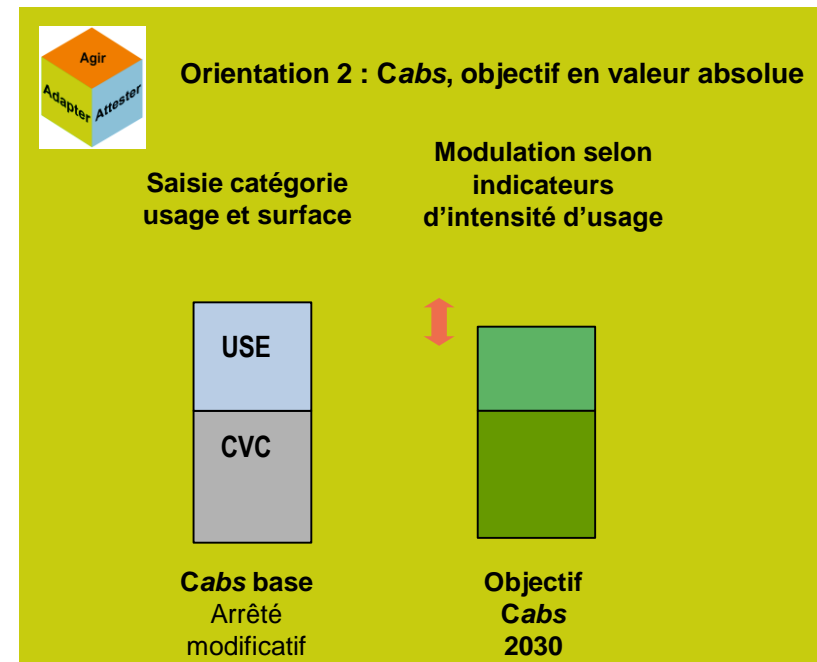 Agir
Adapter
Attester
Orientation 2 : Cabs, objectif en valeur absolue
Saisie catégorie
usage et surface
Modulation selon
indicateurs
d’intensité d’usage
USE
CVC
Cabs base
Arrêté
modificatif
Objectif
Cabs
2030